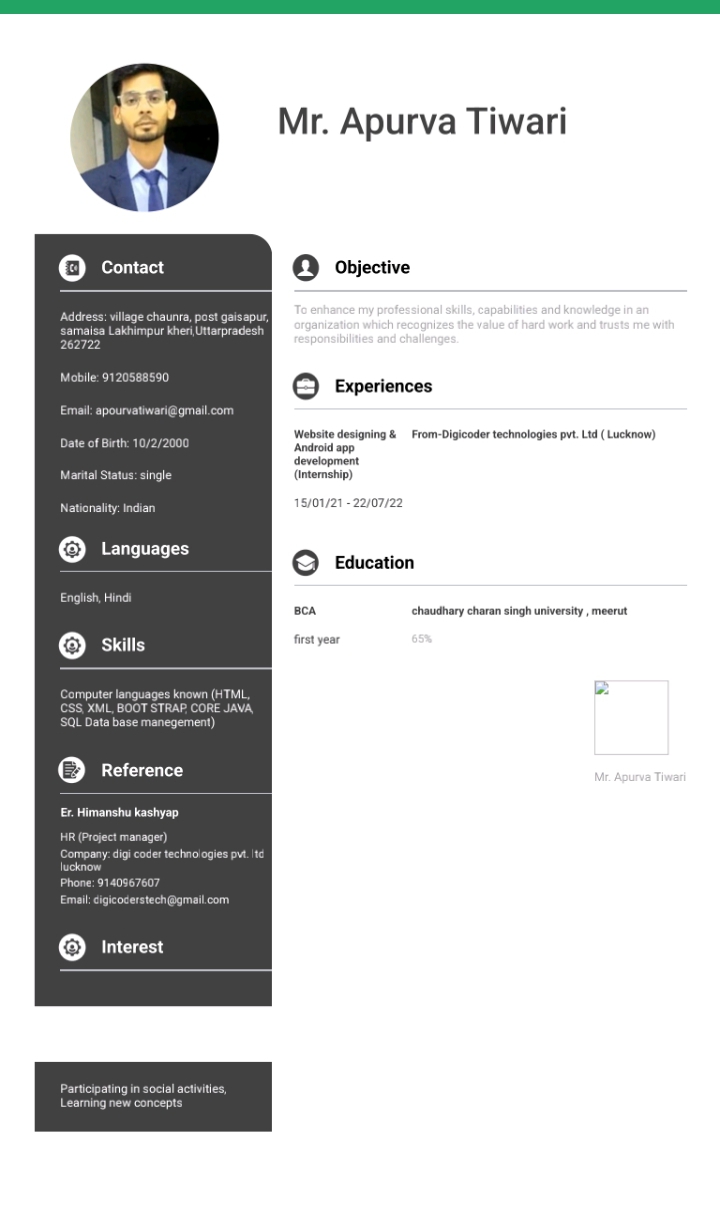 Mr. Apurva Tiwari
Contact
Address: village chaunra, post gaisapur,
samaisa Lakhimpur kheri,Uttarpradesh
262722
Mobile: 9120588590
Email: apourvatiwari@gmail.com
Date of Birth: 10/2/2000
Marital Status: single
Nationality: Indian
Languages
English, Hindi
Skills
Computer languages known (HTML,
CSS, XML, BOOT STRAP, CORE JAVA,
SQL Data base manegement)
Reference
Er. Himanshu kashyap
HR (Project manager)
Company: digi coder technologies pvt. ltd
lucknow
Phone: 9140967607
Email: digicoderstech@gmail.com
Interest
Participating in social activities,
Learning new concepts
Objective
To enhance my professional skills, capabilities and knowledge in an
organization which recognizes the value of hard work and trusts me with
responsibilities and challenges.
Experiences
Website designing &
Android app
development
(Internship)
From-Digicoder technologies pvt. Ltd ( Lucknow)
15/01/21 - 22/07/22
Education
BCA
chaudhary charan singh university , meerut
first year
65%
Mr. Apurva Tiwari